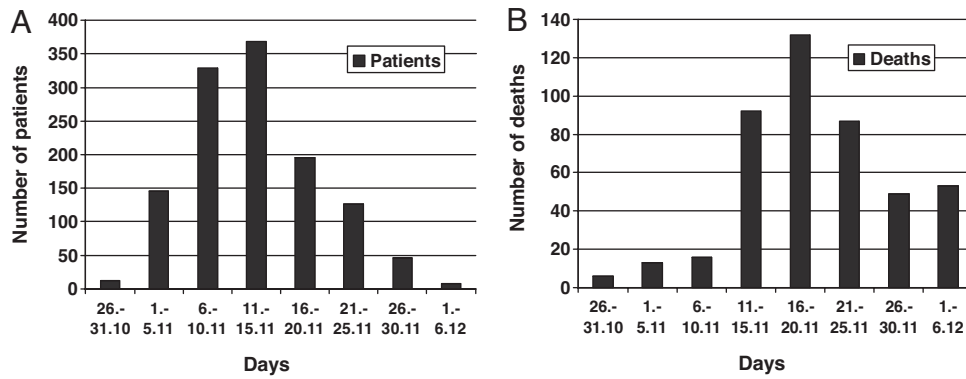 A
Number of patients
400
350
300
250
200
150
100
50
0
Patients
26.- 1.- 6.- 11.- 16.- 21.- 26.- 1.-
31.10 5.11 10.11 15.11 20.11 25.11 30.11 6.12
Days
B
Number of deaths
140
120
100
80
60
40
20
0
Deaths
26.- 1.- 6.- 11.- 16.- 21.- 26.- 1.-
31.10 5.11 10.11 15.11 20.11 25.11 30.11 6.12
Days